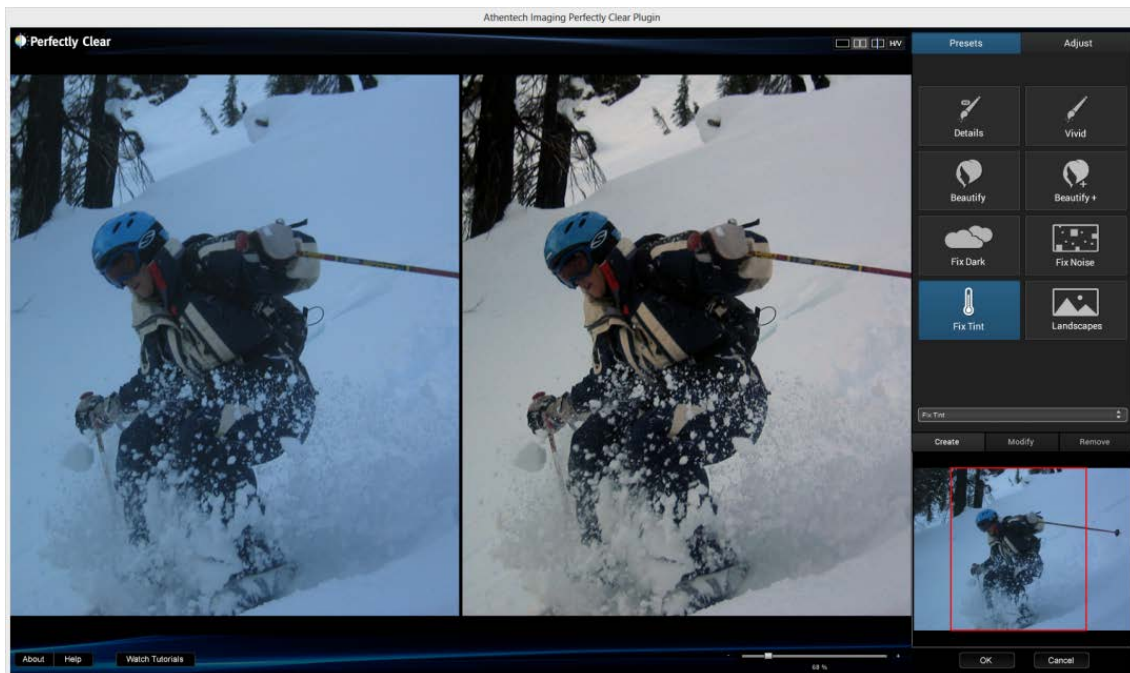 Athentech Imaging Perfectly Clear Plugin
Perfectly Clear
H/V
Presets Adjust
Details Vivid
Beautify Beautify +
Fix Dark Fix Noise
Fix Tint Landscapes
Fix Tint
Create Modify Remove
About Help Watch Tutorials
- +
68 %
OK Cancel